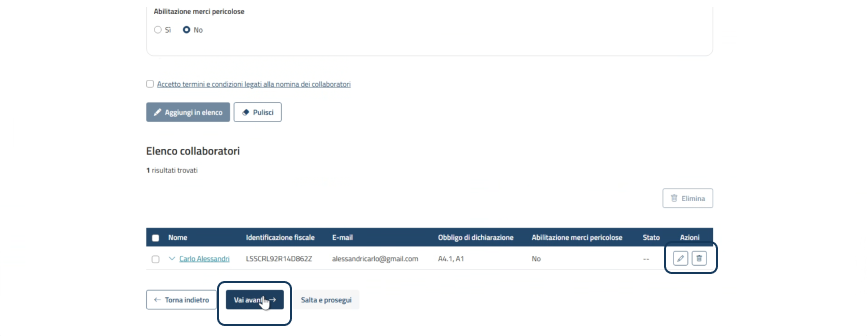 Abilitazione merci pericolose
Sì No
Accetto termini e condizioni legati alla nomina dei collaboratori
Aggiungi in elenco Pulisci
Elenco collaboratori
1 risultati trovati
Elimina
Nome Identificazione fiscale E-mail Obbligo di dichiarazione Abilitazione merci pericolose Stato Azioni
Carlo Alessandri LSSCRL92R14D862Z alessandricarlo@gmail.com A4.1, A1 No --
← Torna indietro Vai avanti → Salta e prosegui